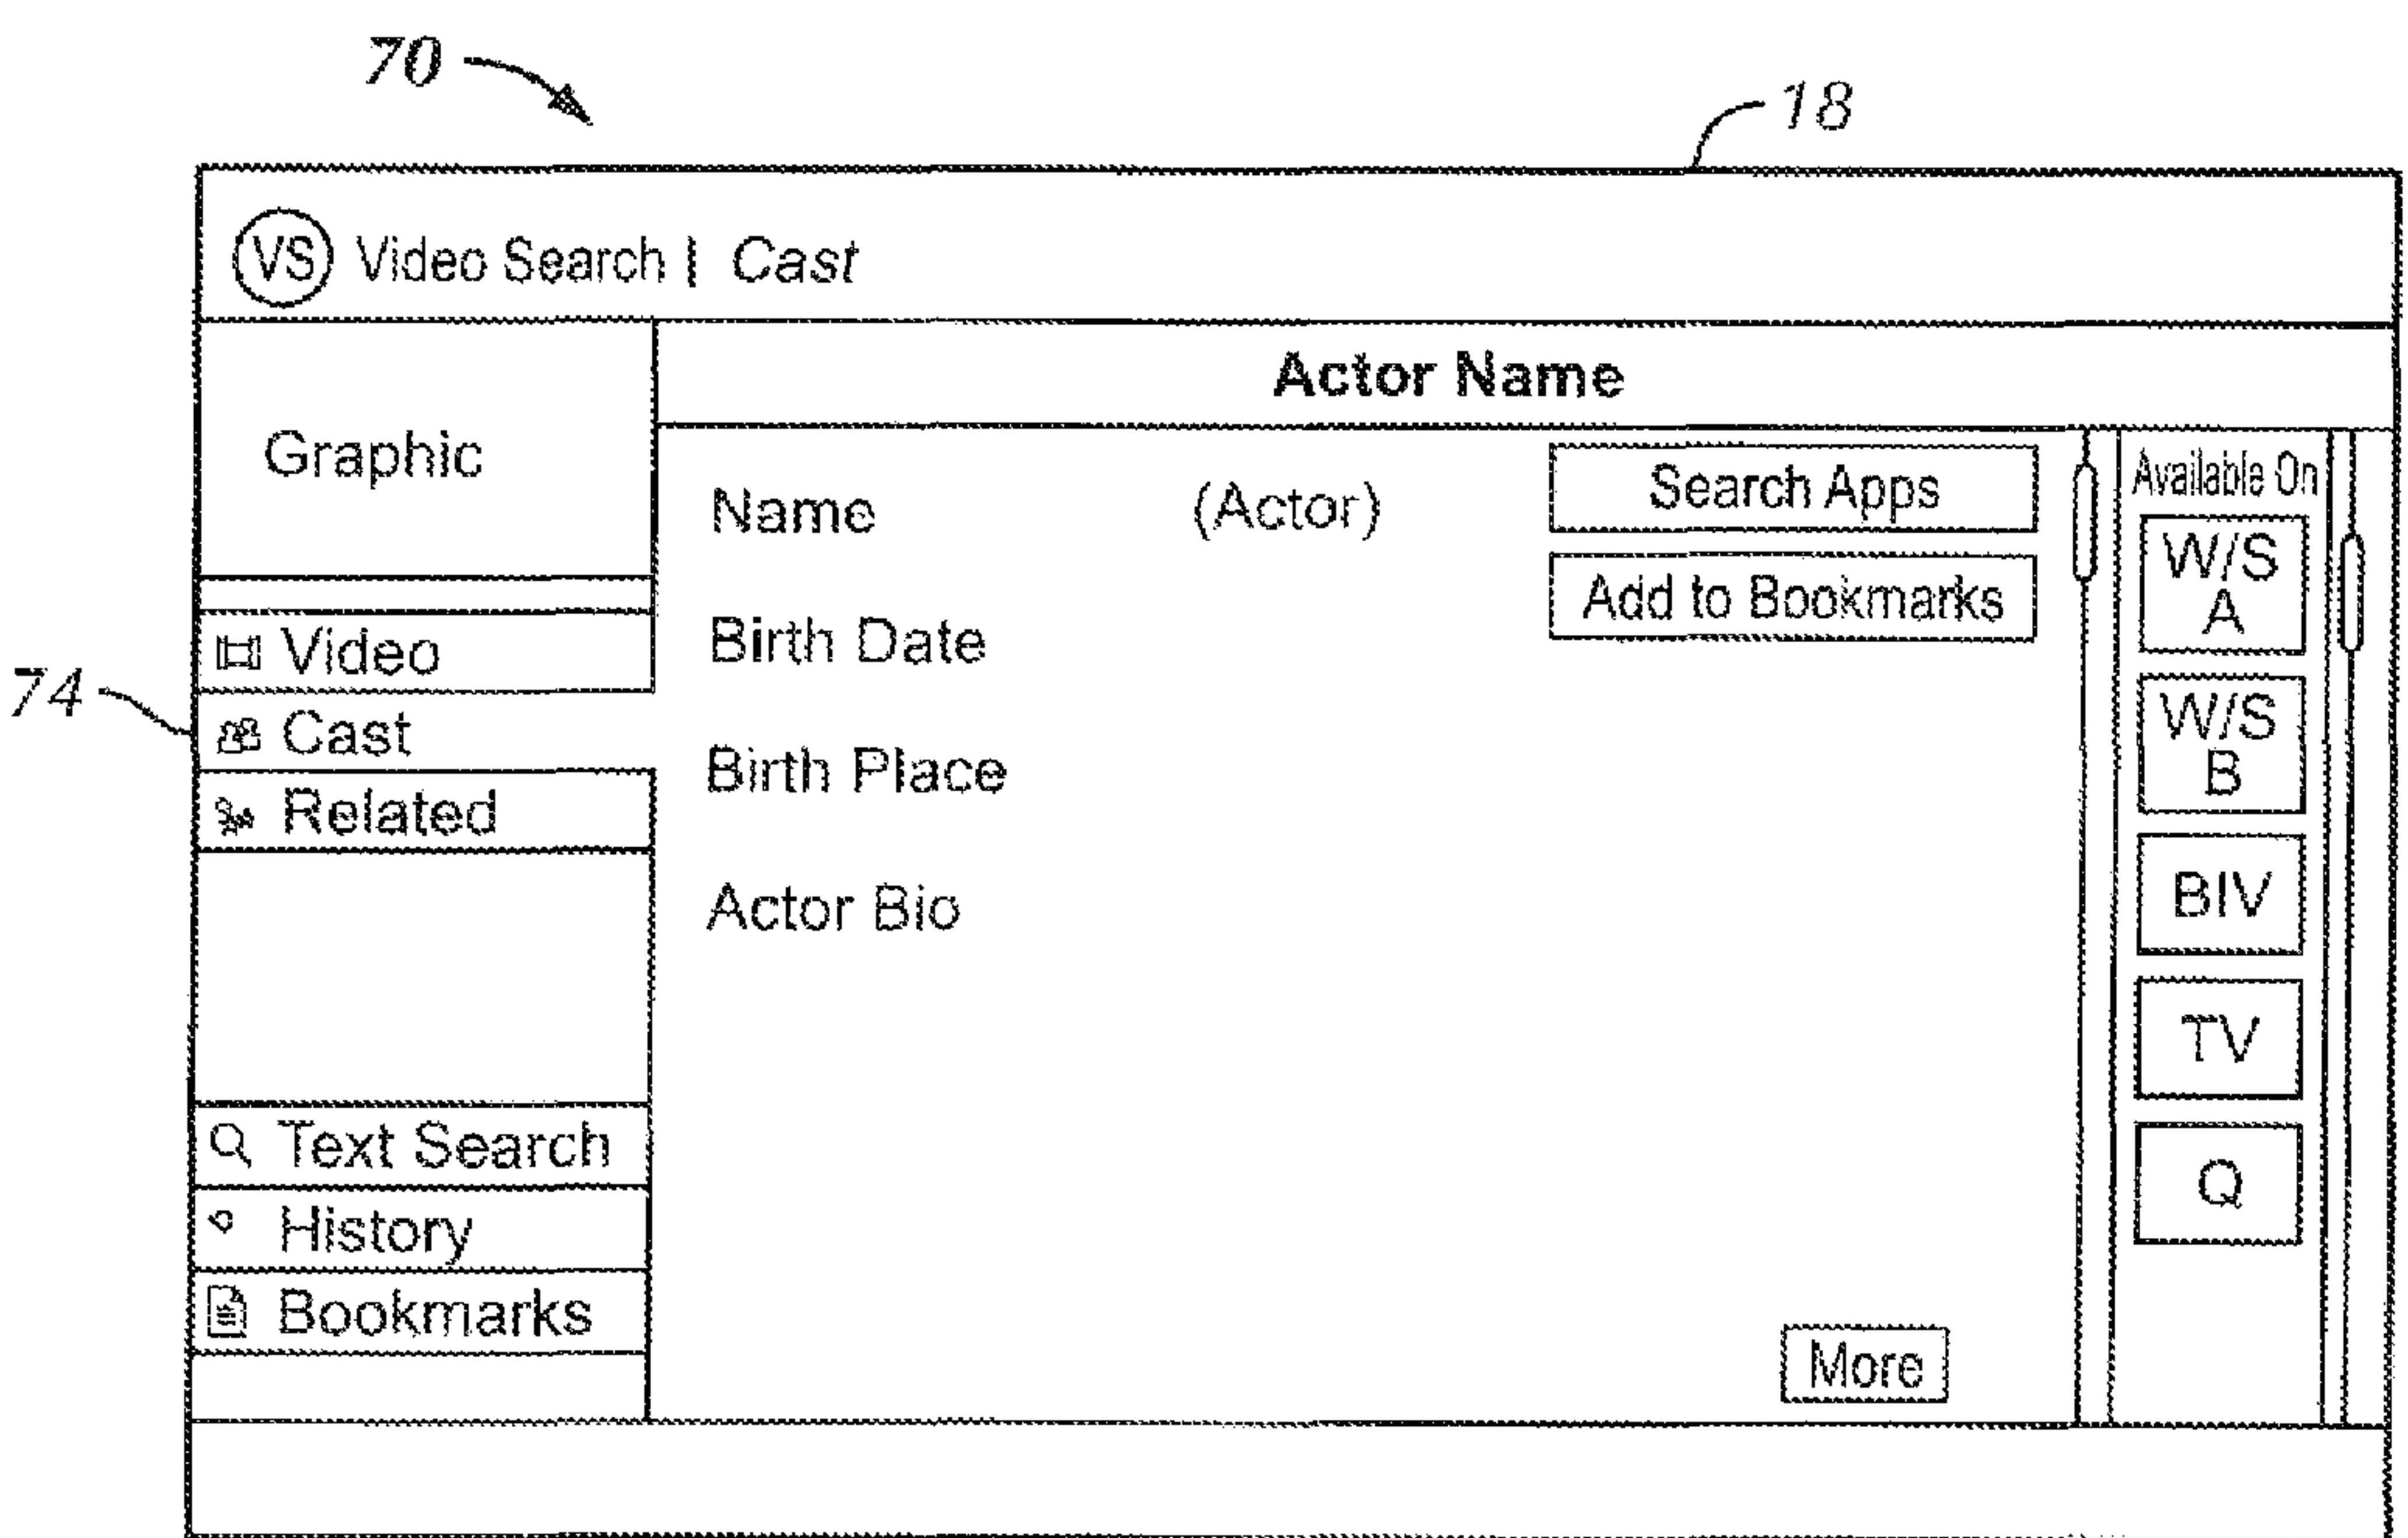 70
18
VS Video Search | Cast
Graphic
Actor Name
Name (Actor)
Birth Date
Birth Place
Actor Bio
Search Apps
Add to Bookmarks
More
Available On
W/S
A
W/S
B
BIV
TV
Q
74
Video
Cast
Related
Text Search
History
Bookmarks